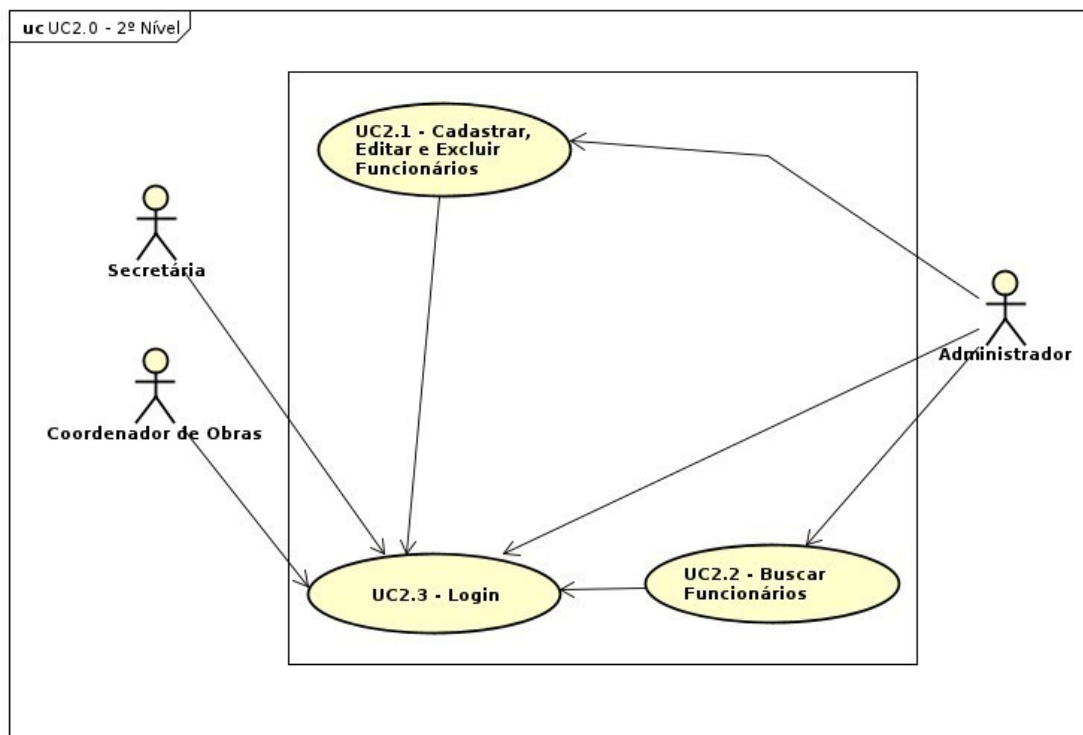 uc UC2.0 - 2º Nível
UC2.1 - Cadastrar,
Editar e Excluir
Funcionários
Secretária
Administrador
Coordenador de Obras
UC2.2 - Buscar
Funcionários
UC2.3 - Login